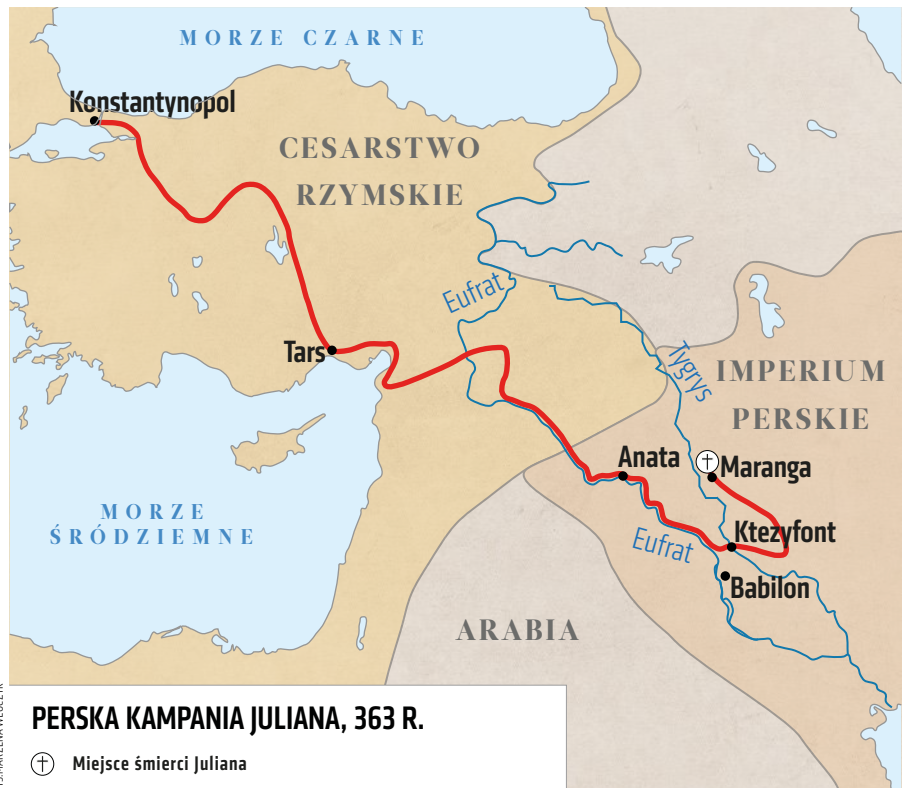 MORZE CZARNE
Konstantynopol
CESARSTWO
RZYMSKIE
Eufrat
Tars
Tygrys
IMPERIUM
PERSKIE
Anata
Maranga
MORZE
ŚRÓDZIEMNE
Ktezyfont
Eufrat
Babilon
ARABIA
PERSKA KAMPANIA JULIANA, 363 R.
Miejsce śmierci Juliana